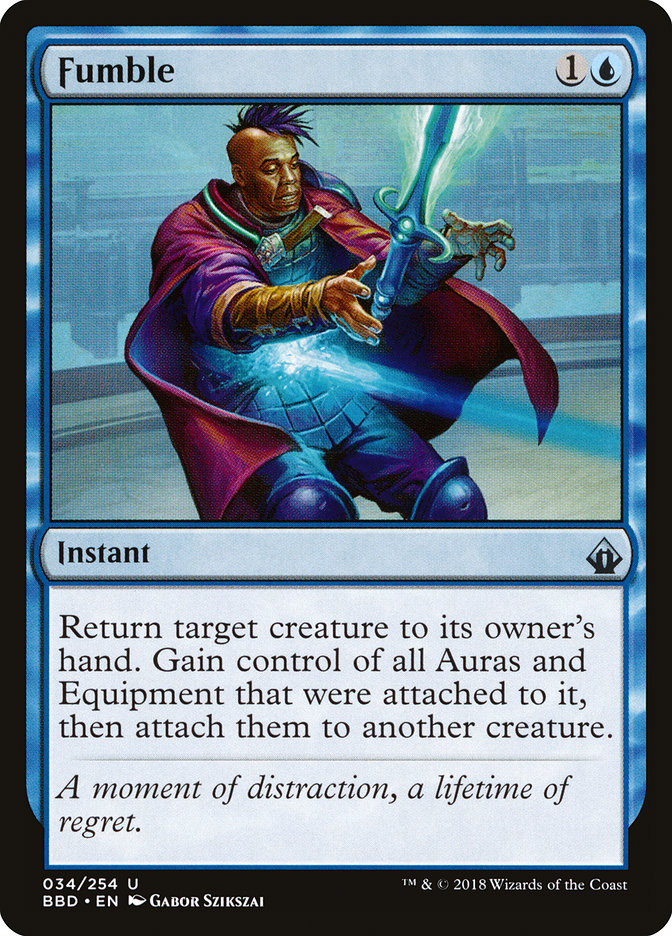 Fumble 1
Instant
Return target creature to its owner's
hand. Gain control of all Auras and
Equipment that were attached to it,
then attach them to another creature.
A moment of distraction, a lifetime of
regret.
034/254 U
BBD • EN Gabor Szikszai
™ & © 2018 Wizards of the Coast